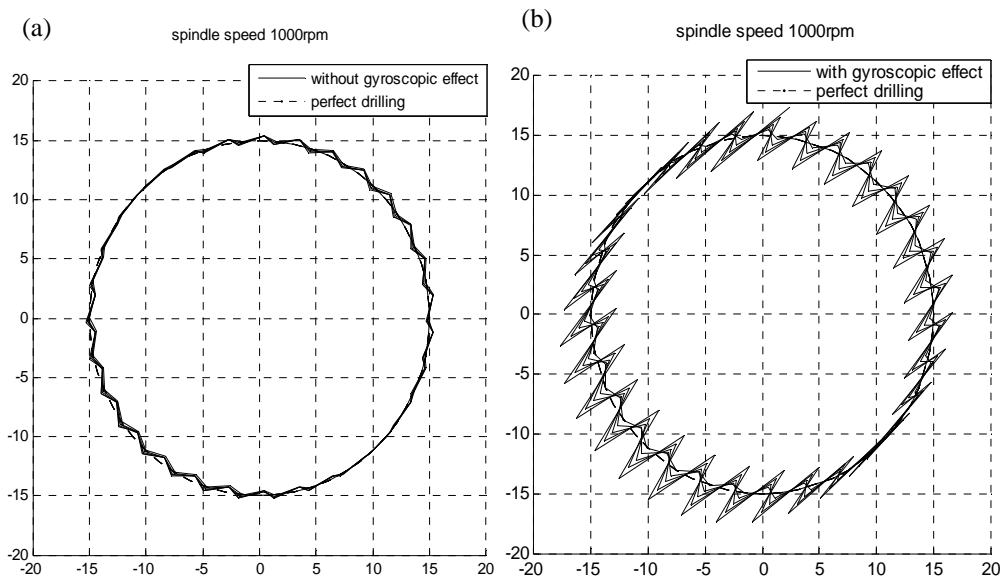 (a)
spindle speed 1000rpm
without gyroscopic effect
perfect drilling
20
15
10
5
0
-5
-10
-15
-20
-20 -15 -10 -5 0 5 10 15 20
(b)
spindle speed 1000rpm
with gyroscopic effect
perfect drilling
20
15
10
5
0
-5
-10
-15
-20
-20 -15 -10 -5 0 5 10 15 20